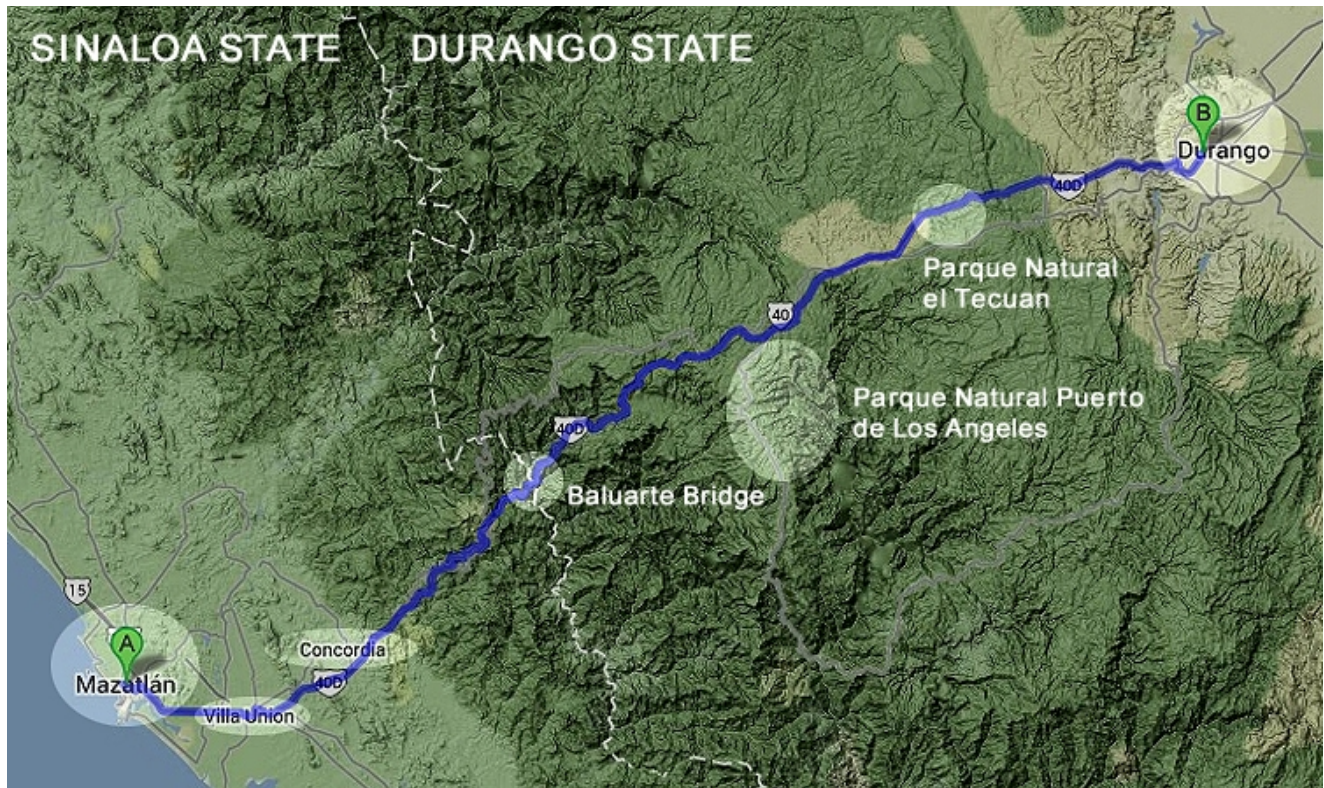 SINALOA STATE
DURANGO STATE
B
Durango
40D
Parque Natural
el Tecuan
40
Parque Natural Puerto
de Los Angeles
40D
Baluarte Bridge
15
A
Mazatlán
Concordia
40D
Villa Union